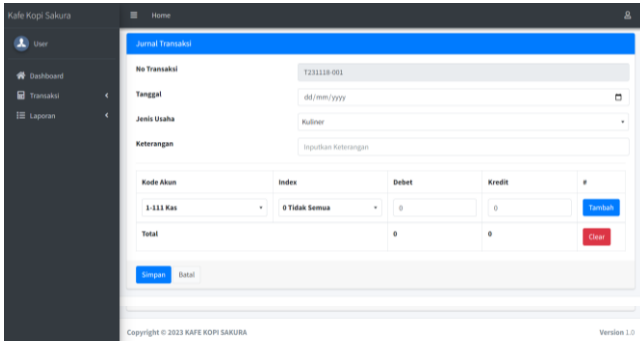 Kafe Kopi Sakura
Home
User
Dashboard
Transaksi
Laporan
Jurnal Transaksi
No Transaksi T231118-001
Tanggal dd/mm/yyyy
Jenis Usaha Kuliner
Keterangan Inputkan Keterangan
Kode Akun Index Debet Kredit #
1-111 Kas 0 Tidak Semua 0 0 Tambah
Total 0 0 Clear
Simpan Batal
Copyright © 2023 KAFE KOPI SAKURA Version 1.0